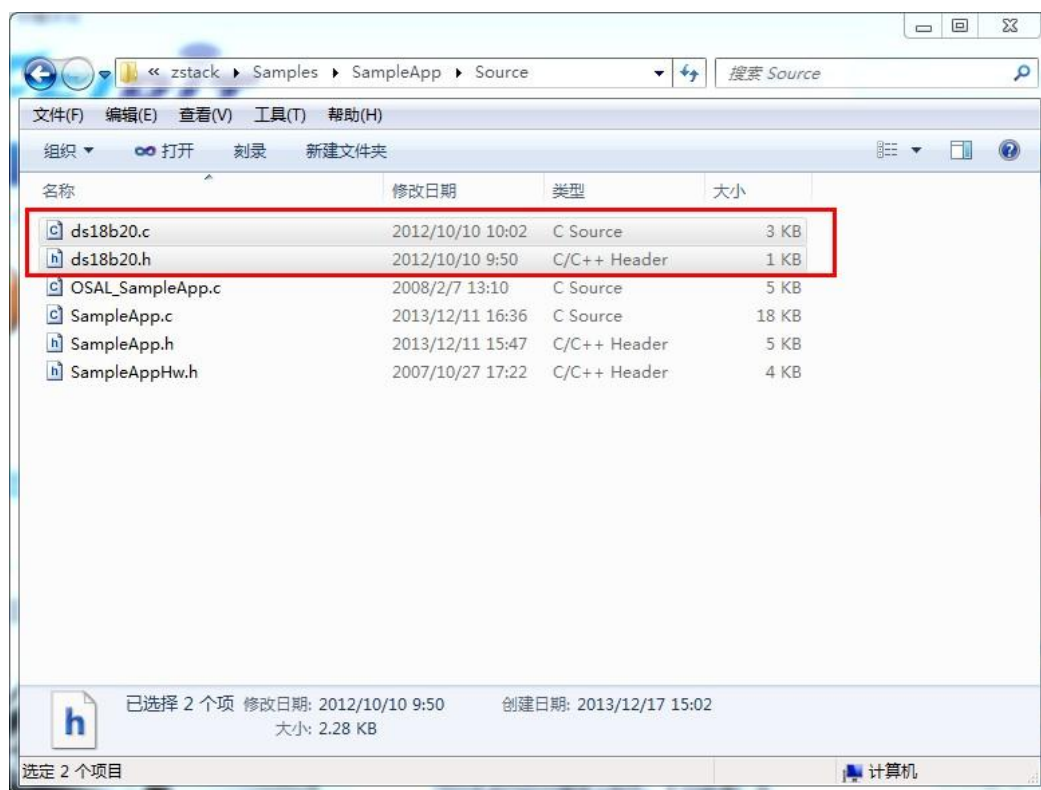 « zstack ▸ Samples ▸ SampleApp ▸ Source 搜索 Source
文件(F) 编辑(E) 查看(V) 工具(T) 帮助(H)
组织 打开 刻录 新建文件夹
名称 修改日期 类型 大小
ds18b20.c 2012/10/10 10:02 C Source 3 KB
ds18b20.h 2012/10/10 9:50 C/C++ Header 1 KB
OSAL_SampleApp.c 2008/2/7 13:10 C Source 5 KB
SampleApp.c 2013/12/11 16:36 C Source 18 KB
SampleApp.h 2013/12/11 15:47 C/C++ Header 5 KB
SampleAppHw.h 2007/10/27 17:22 C/C++ Header 4 KB
已选择 2 个项 修改日期: 2012/10/10 9:50 创建日期: 2013/12/17 15:02
大小: 2.28 KB
选定 2 个项目 计算机